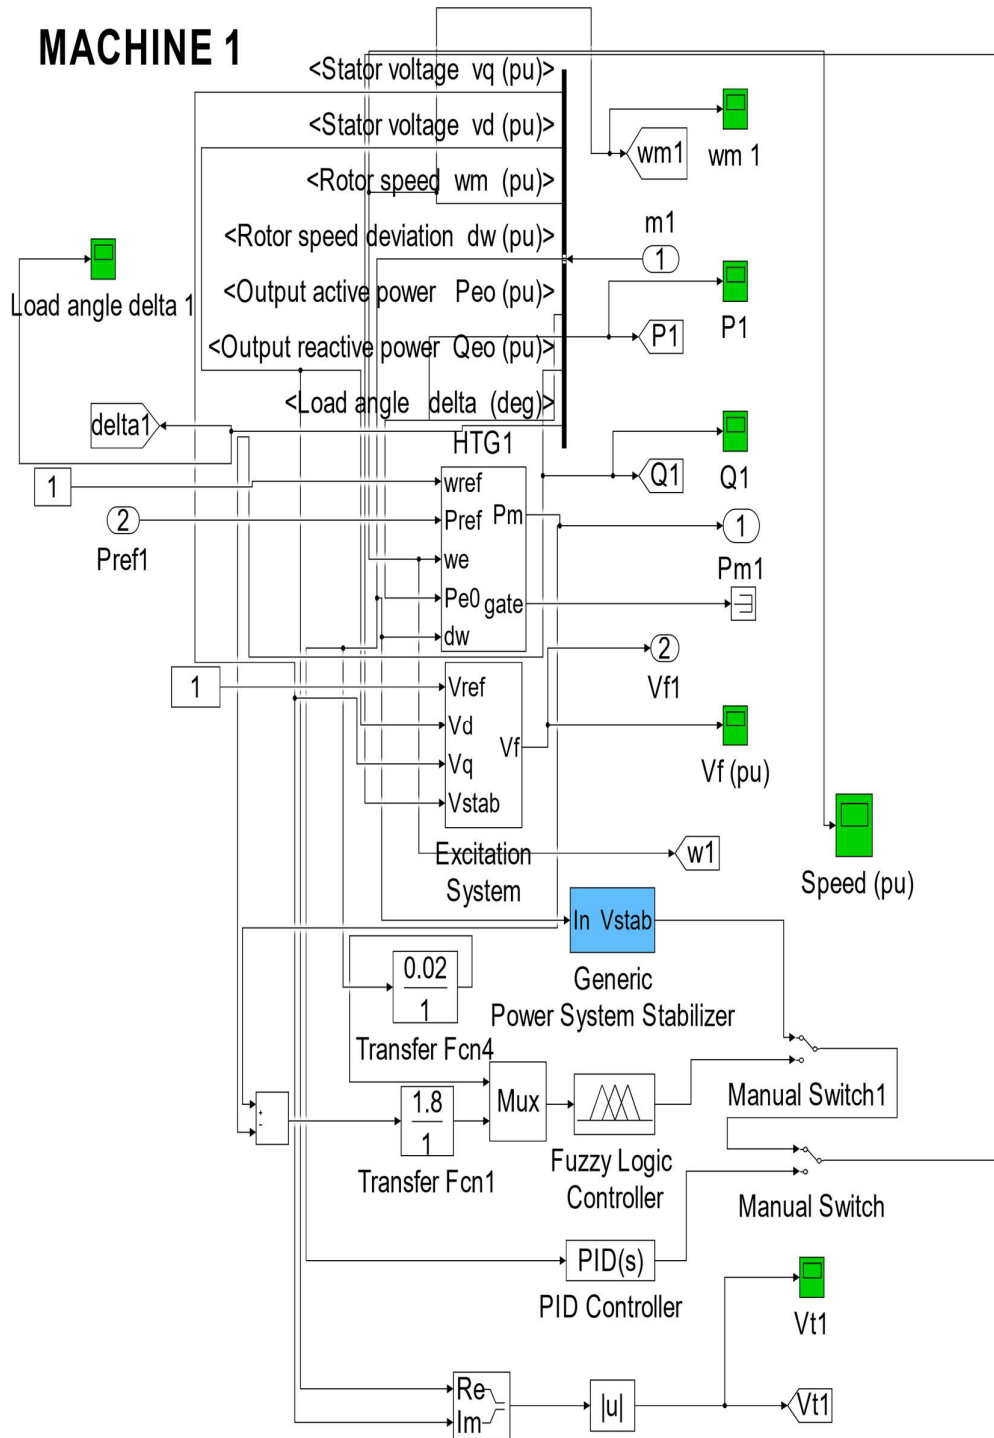 MACHINE 1
<Stator voltage vq (pu)>
<Stator voltage vd (pu)>
wm1
wm 1
<Rotor speed wm (pu)>
m1
<Rotor speed deviation dw (pu)>
1
<Output active power Peo (pu)>
Load angle delta 1
P1
P1
<Output reactive power Qeo (pu)>
<Load angle delta (deg)>
delta1
HTG1
Q1
Q1
1
wref
Pref
Pm
2
1
Pref1
we
Pm1
Pe0
gate
dw
2
Vf1
1
Vref
Vd
Vf
Vq
Vf (pu)
Vstab
Excitation
System
w1
Speed (pu)
In Vstab
Generic
Power System Stabilizer
0.02
1
Transfer Fcn4
Mux
Manual Switch1
+
-
1.8
1
Transfer Fcn1
Fuzzy Logic
Controller
Manual Switch
PID(s)
PID Controller
Vt1
Re
Im
|u|
Vt1